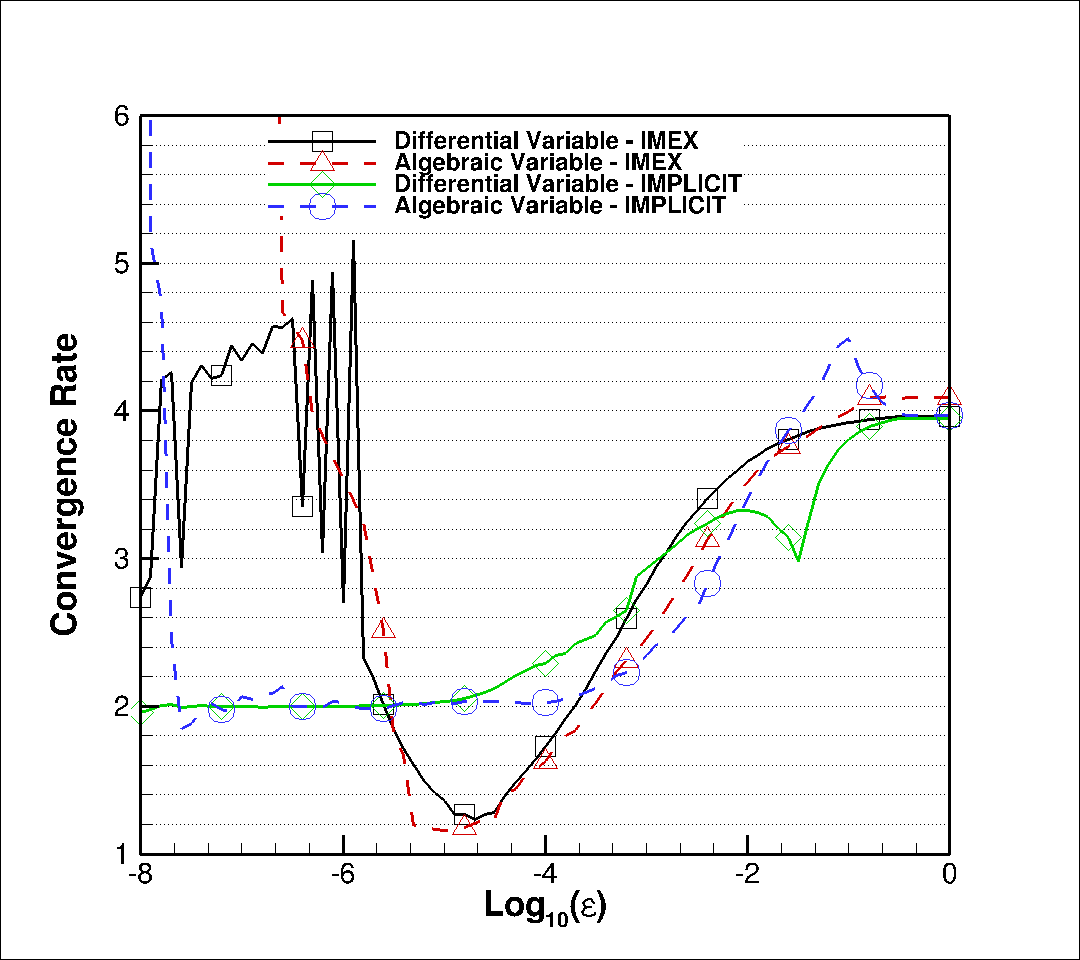 6
5
4
3
2
1
Convergence Rate
Differential Variable - IMEX
Algebraic Variable - IMEX
Differential Variable - IMPLICIT
Algebraic Variable - IMPLICIT
-8 -6 -4 -2 0
Log10(ε)